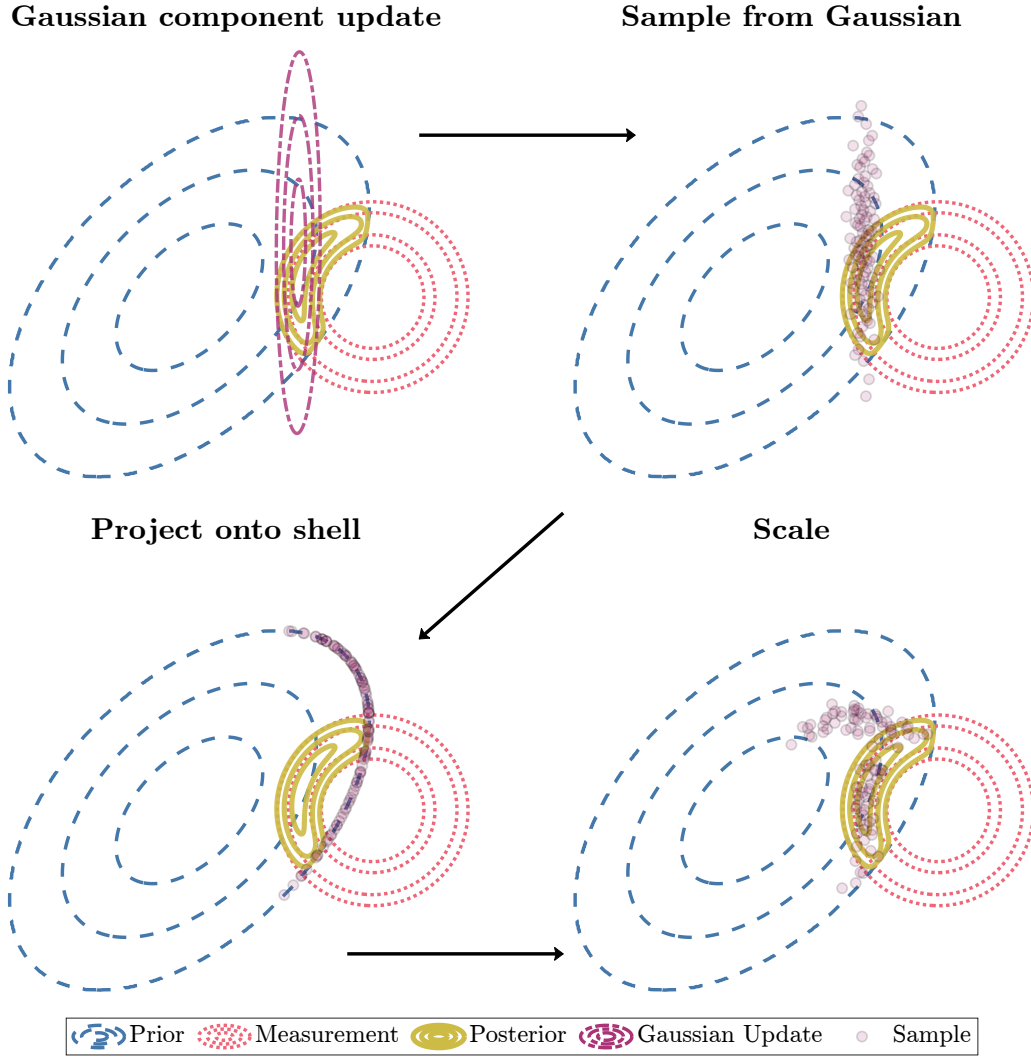 Gaussian component update
Sample from Gaussian
Project onto shell
Scale
Prior
Measurement
Posterior
Gaussian Update
Sample